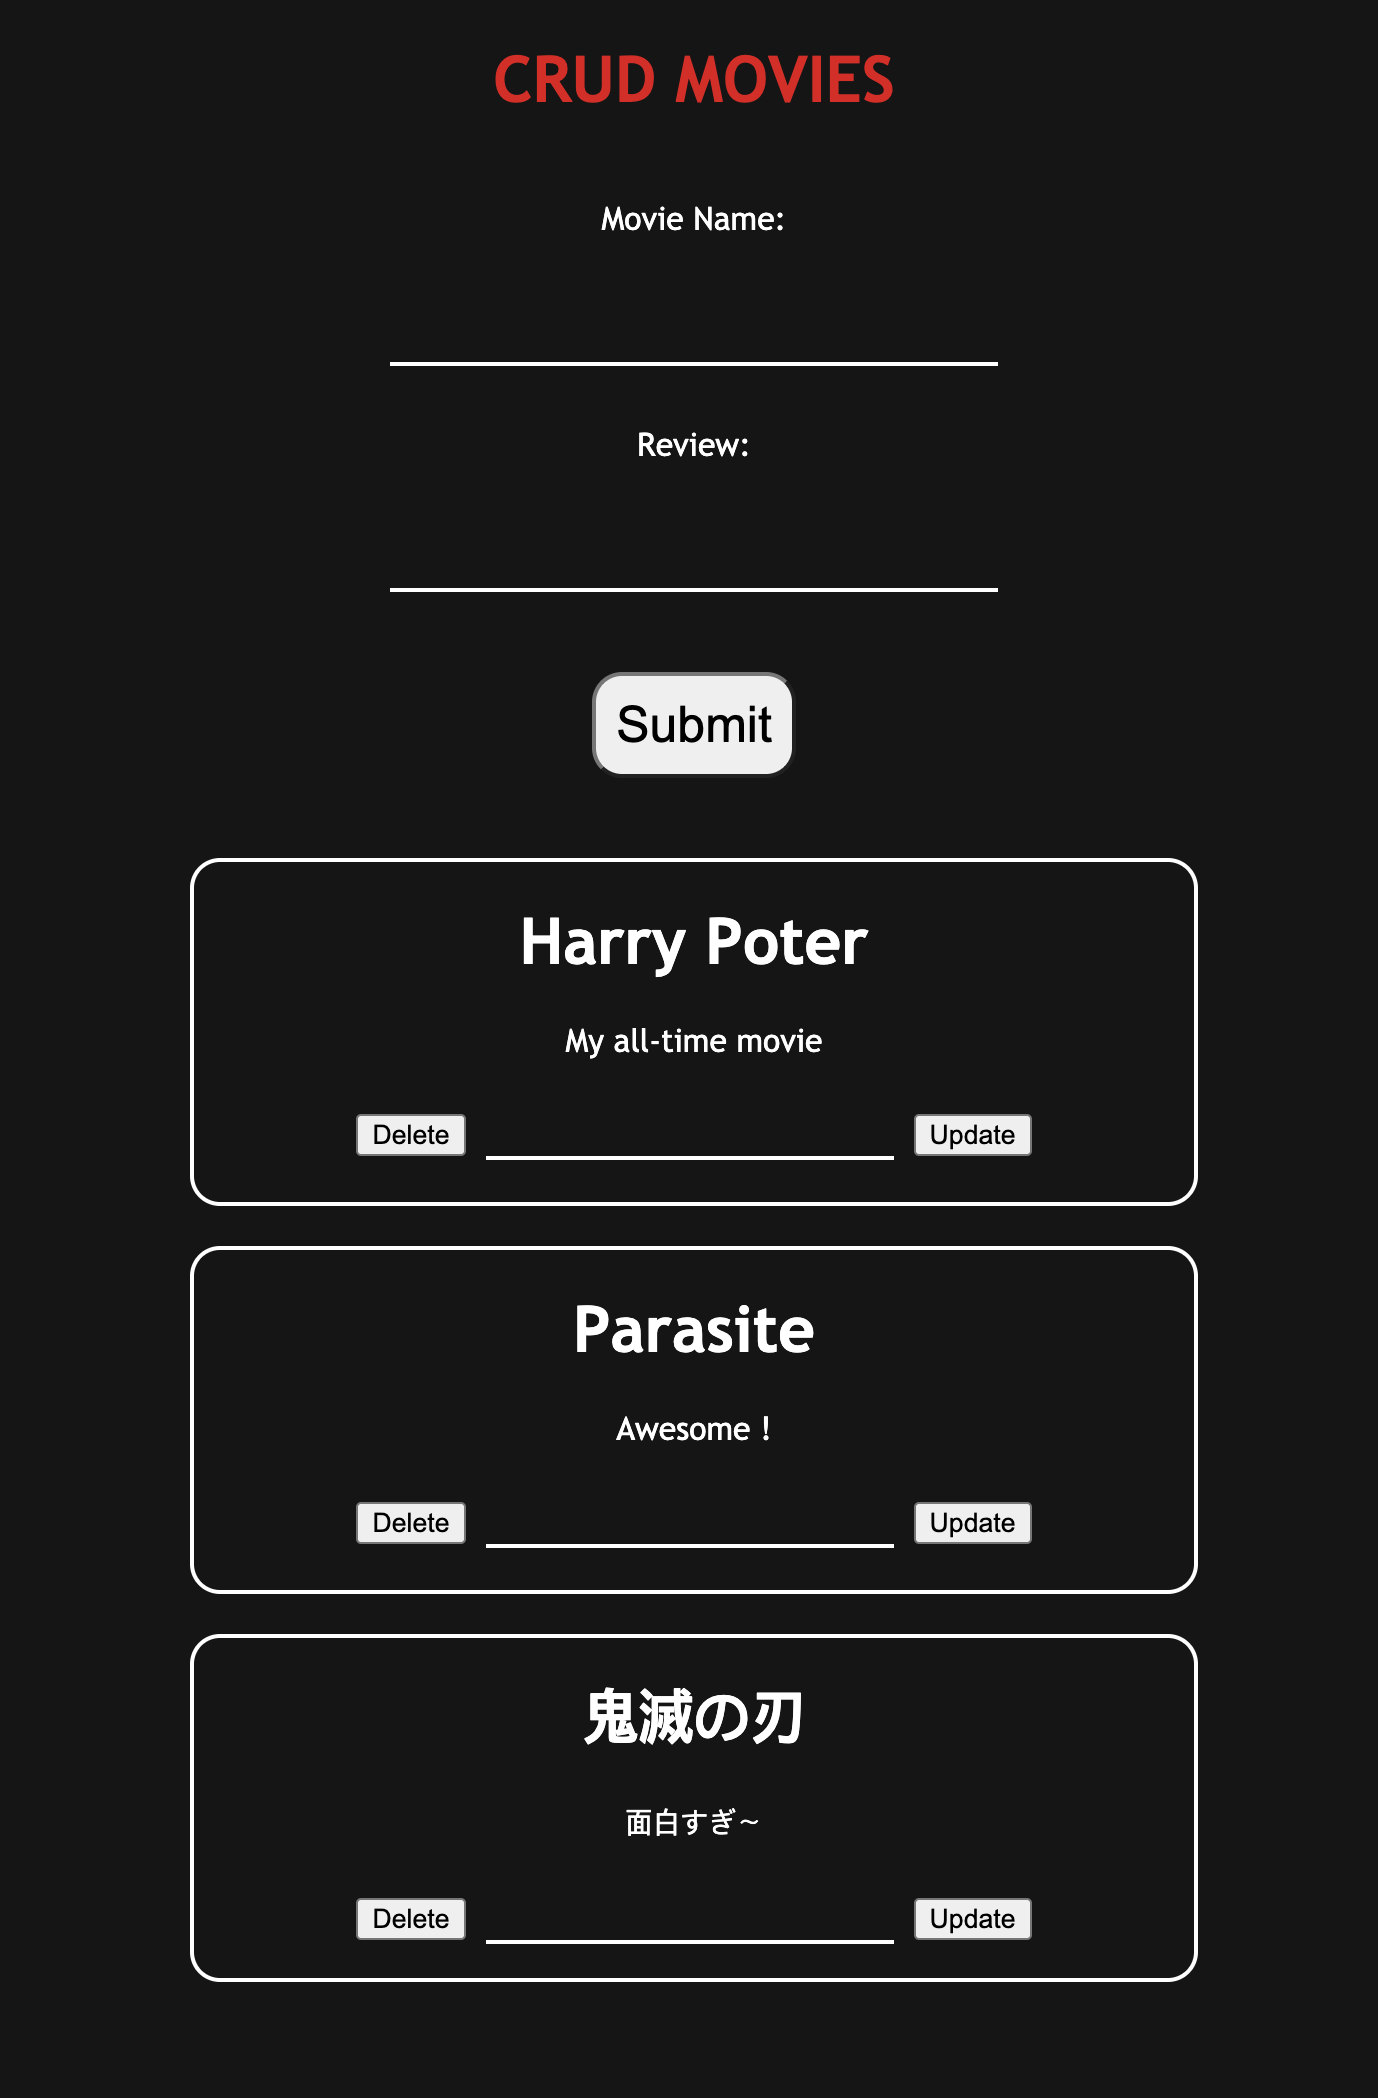 CRUD MOVIES
Movie Name:
Review:
Submit
Harry Poter
My all-time movie
Delete
Update
Parasite
Awesome !
Delete
Update
鬼滅の刃
面白すぎ~
Delete
Update